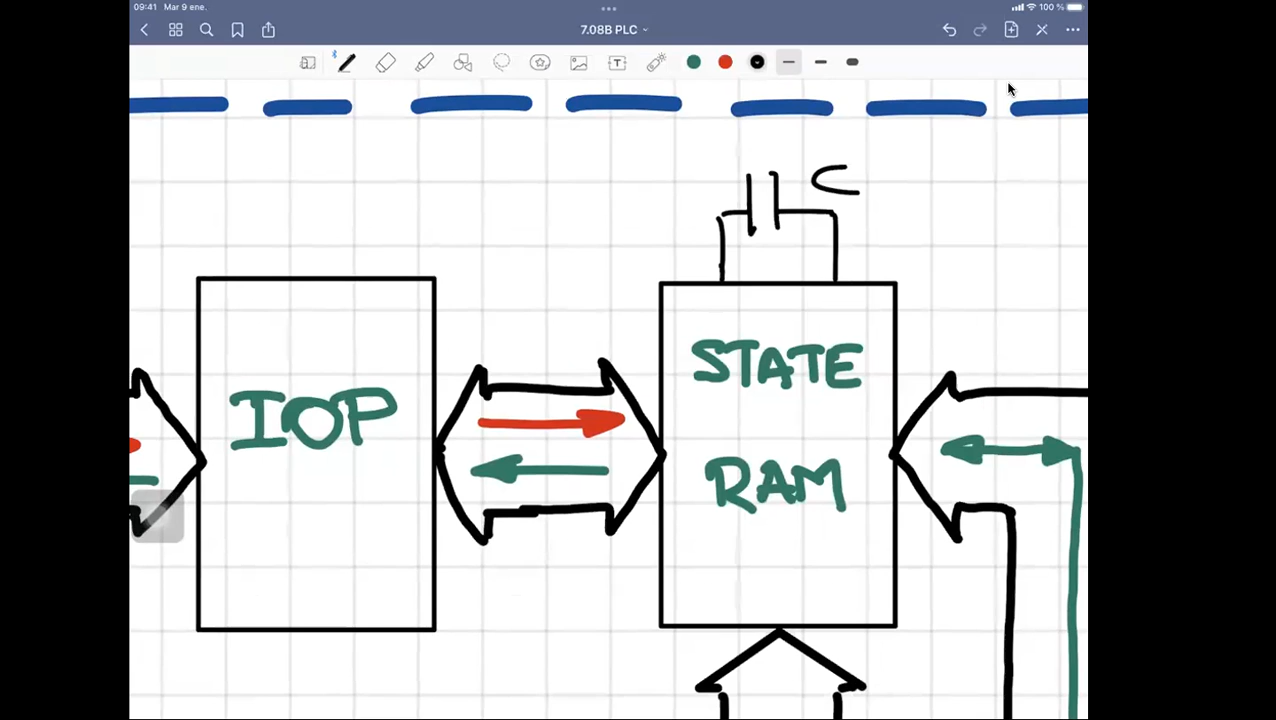 09:41 Mar 9 ene.
100 %
7.08B PLC
T
C
IOP
STATE
RAM